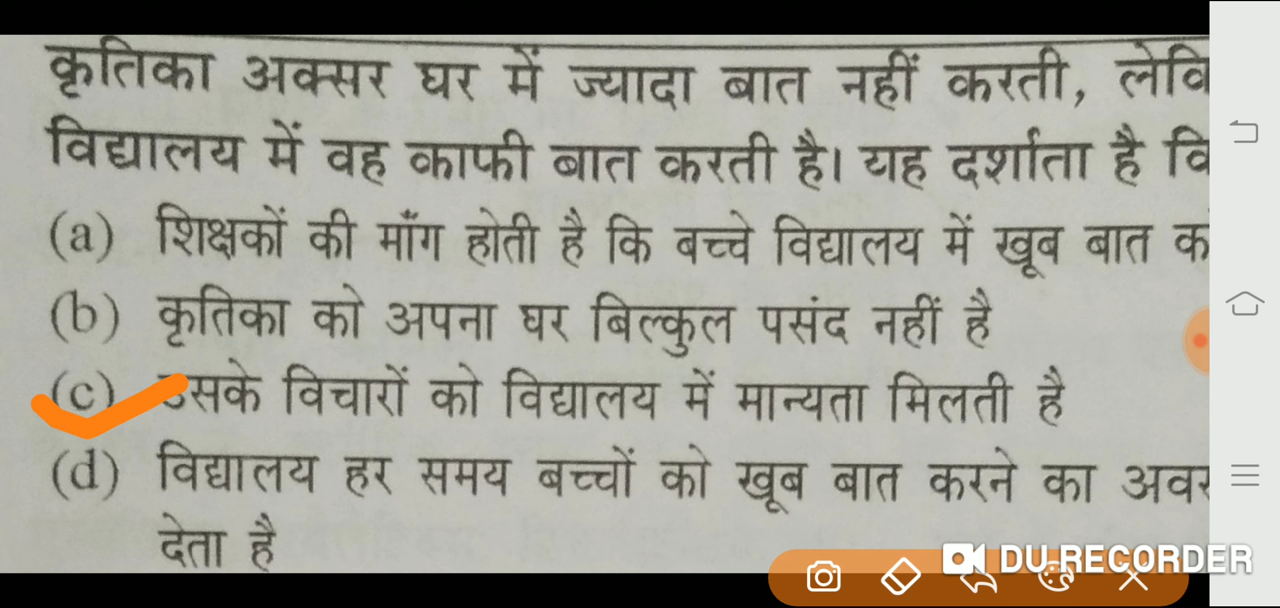 कृतिका अक्सर घर में ज्यादा बात नहीं करती,
विद्यालय में वह काफी बात करती है। यह दर्शाता है
(a) शिक्षकों की माँग होती है कि बच्चे विद्यालय में खूब बात
(b) कृतिका को अपना घर बिल्कुल पसंद नहीं है
(c) उसके विचारों को विद्यालय में मान्यता मिलती है
(d) विद्यालय हर समय बच्चों को खूब बात करने का
देता है
DU RECORDER